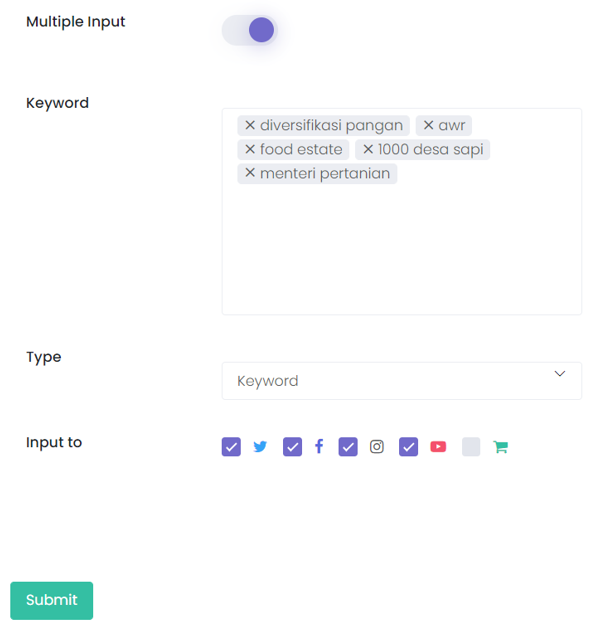 Multiple Input
Keyword
× diversifikasi pangan × awr
× food estate × 1000 desa sapi
× menteri pertanian
Type
Keyword
Input to
Submit